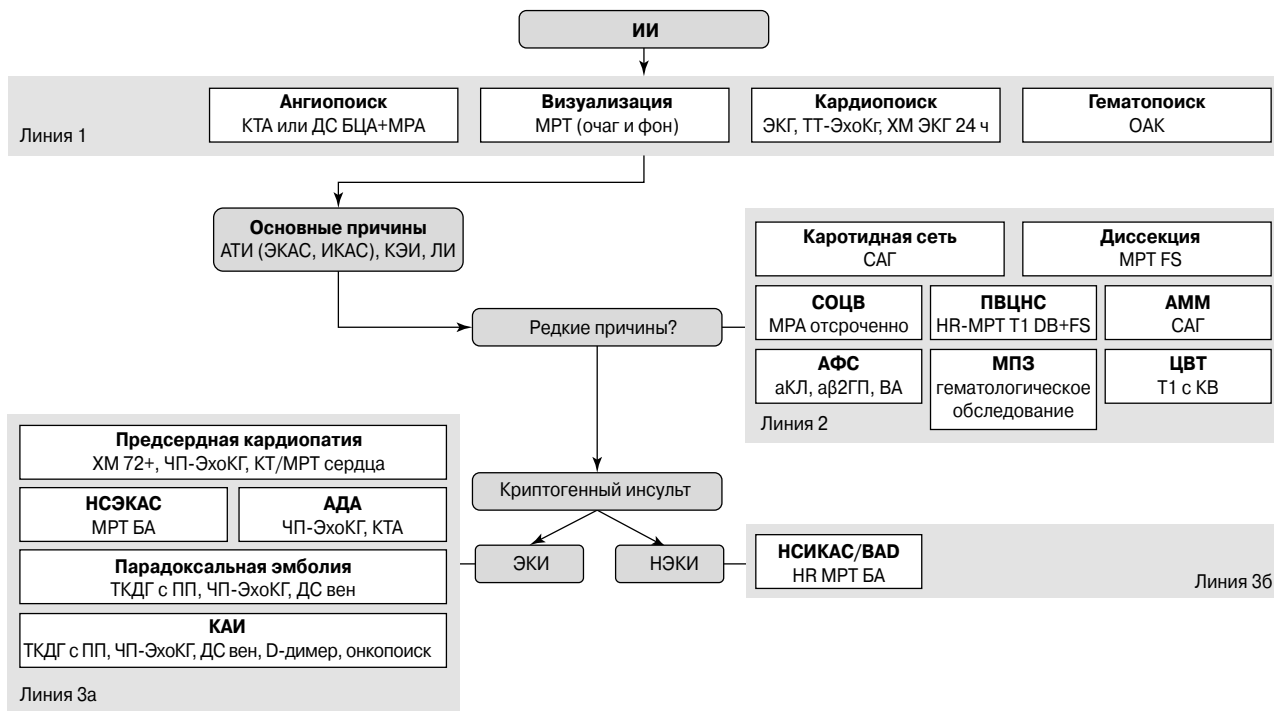 ИИ
Линия 1
Ангиопоиск
КТА или ДС БЦА+МРА
Визуализация
МРТ (очаг и фон)
Кардиопоиск
ЭКГ, ТТ-ЭхоКг, ХМ ЭКГ 24 ч
Гематопоиск
ОАК
Основные причины
АТИ (ЭКАС, ИКАС), КЭИ, ЛИ
Редкие причины?
Каротидная сеть
САГ
Диссекция
МРТ FS
СОЦВ
МРА отсроченно
ПВЦНС
HR-МРТ T1 DB+FS
АММ
САГ
АФС
аКЛ, аβ2ГП, ВА
МПЗ
гематологическое
обследование
ЦВТ
Т1 с КВ
Линия 2
Криптогенный инсульт
ЭКИ
НЭКИ
Предсердная кардиопатия
ХМ 72+, ЧП-ЭхоКГ, КТ/МРТ сердца
НСЭКАС
МРТ БА
АДА
ЧП-ЭхоКГ, КТА
Парадоксальная эмболия
ТКДГ с ПП, ЧП-ЭхоКГ, ДС вен
КАИ
ТКДГ с ПП, ЧП-ЭхоКГ, ДС вен, D-димер, онкопоиск
Линия 3а
НСИКАС/BAD
HR МРТ БА
Линия 3б